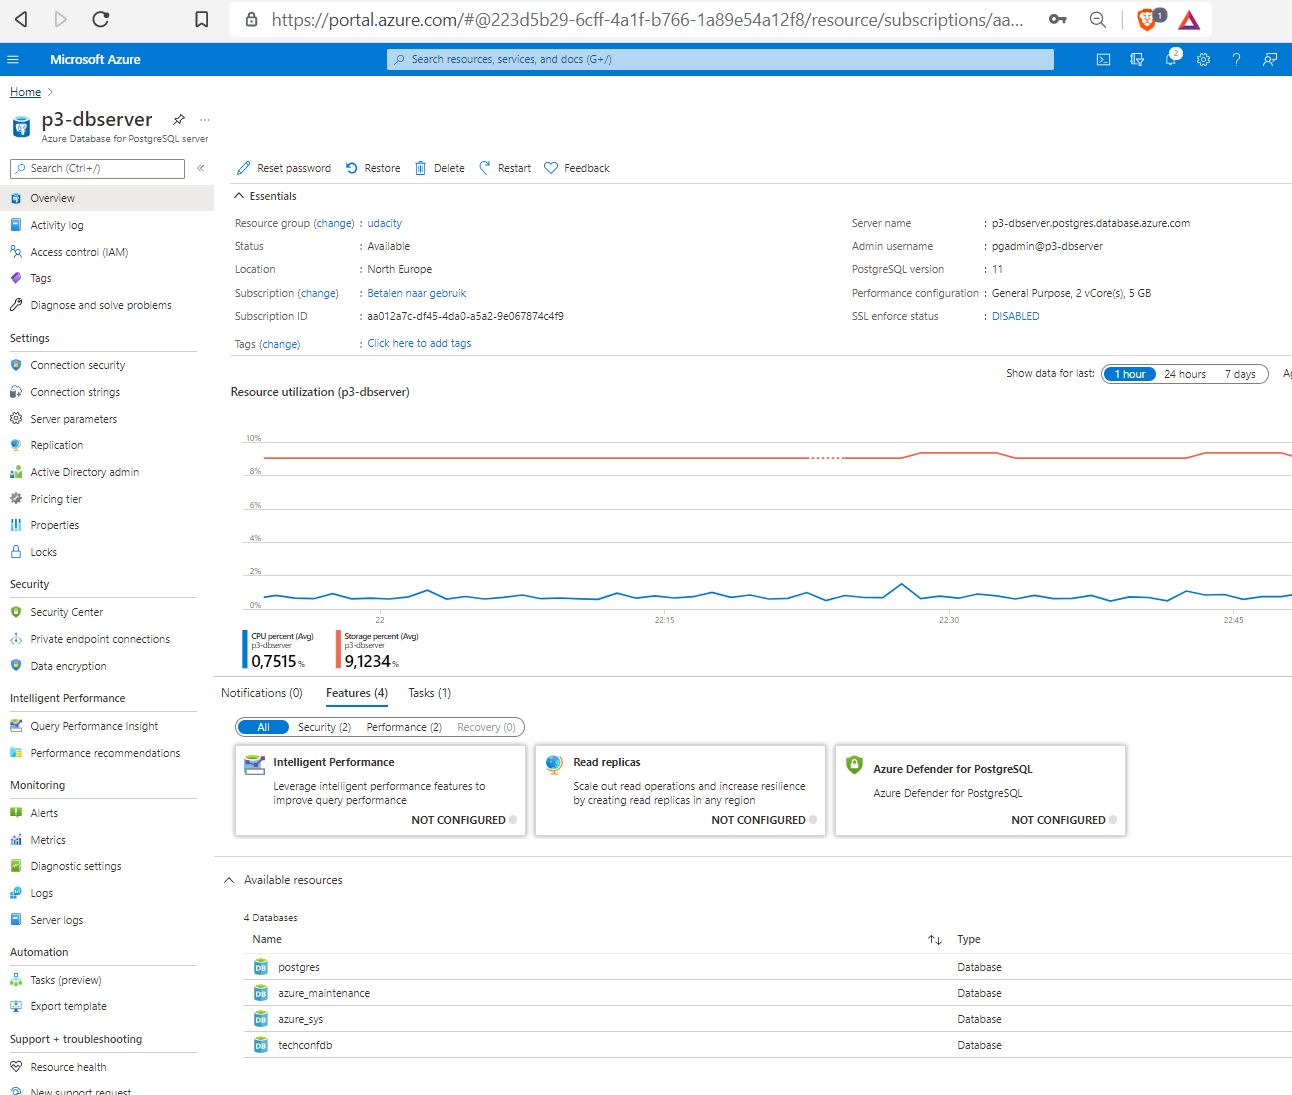 https://portal.azure.com/#@223d5b29-6cff-4a1f-b766-1a89e54a12f8/resource/subscriptions/aa...
1
Microsoft Azure
Search resources, services, and docs (G+/)
2
Home
p3-dbserver
Azure Database for PostgreSQL server
Search (Ctrl+/)
«
Overview
Activity log
Access control (IAM)
Tags
Diagnose and solve problems
Settings
Connection security
Connection strings
Server parameters
Replication
Active Directory admin
Pricing tier
Properties
Locks
Security
Security Center
Private endpoint connections
Data encryption
Intelligent Performance
Query Performance Insight
Performance recommendations
Monitoring
Alerts
Metrics
Diagnostic settings
Logs
Server logs
Automation
Tasks (preview)
Export template
Support + troubleshooting
Resource health
New support request
Reset password
Restore
Delete
Restart
Feedback
Essentials
Resource group (change) : udacity
Status : Available
Location : North Europe
Subscription (change) : Betalen naar gebruik
Subscription ID : aa012a7c-df45-4da0-a5a2-9e067874c4f9
Tags (change) : Click here to add tags
Server name : p3-dbserver.postgres.database.azure.com
Admin username : pgadmin@p3-dbserver
PostgreSQL version : 11
Performance configuration : General Purpose, 2 vCore(s), 5 GB
SSL enforce status : DISABLED
Show data for last: 1 hour 24 hours 7 days
Resource utilization (p3-dbserver)
10%
8%
6%
4%
2%
0%
22 22:15 22:30 22:45
CPU percent (Avg)
p3-dbserver
0,7515 %
Storage percent (Avg)
p3-dbserver
9,1234 %
Notifications (0) Features (4) Tasks (1)
All Security (2) Performance (2) Recovery (0)
Intelligent Performance
Leverage intelligent performance features to
improve query performance
NOT CONFIGURED
Read replicas
Scale out read operations and increase resilience
by creating read replicas in any region
NOT CONFIGURED
Azure Defender for PostgreSQL
Azure Defender for PostgreSQL
NOT CONFIGURED
Available resources
4 Databases
Name Type
postgres Database
azure_maintenance Database
azure_sys Database
techconfdb Database